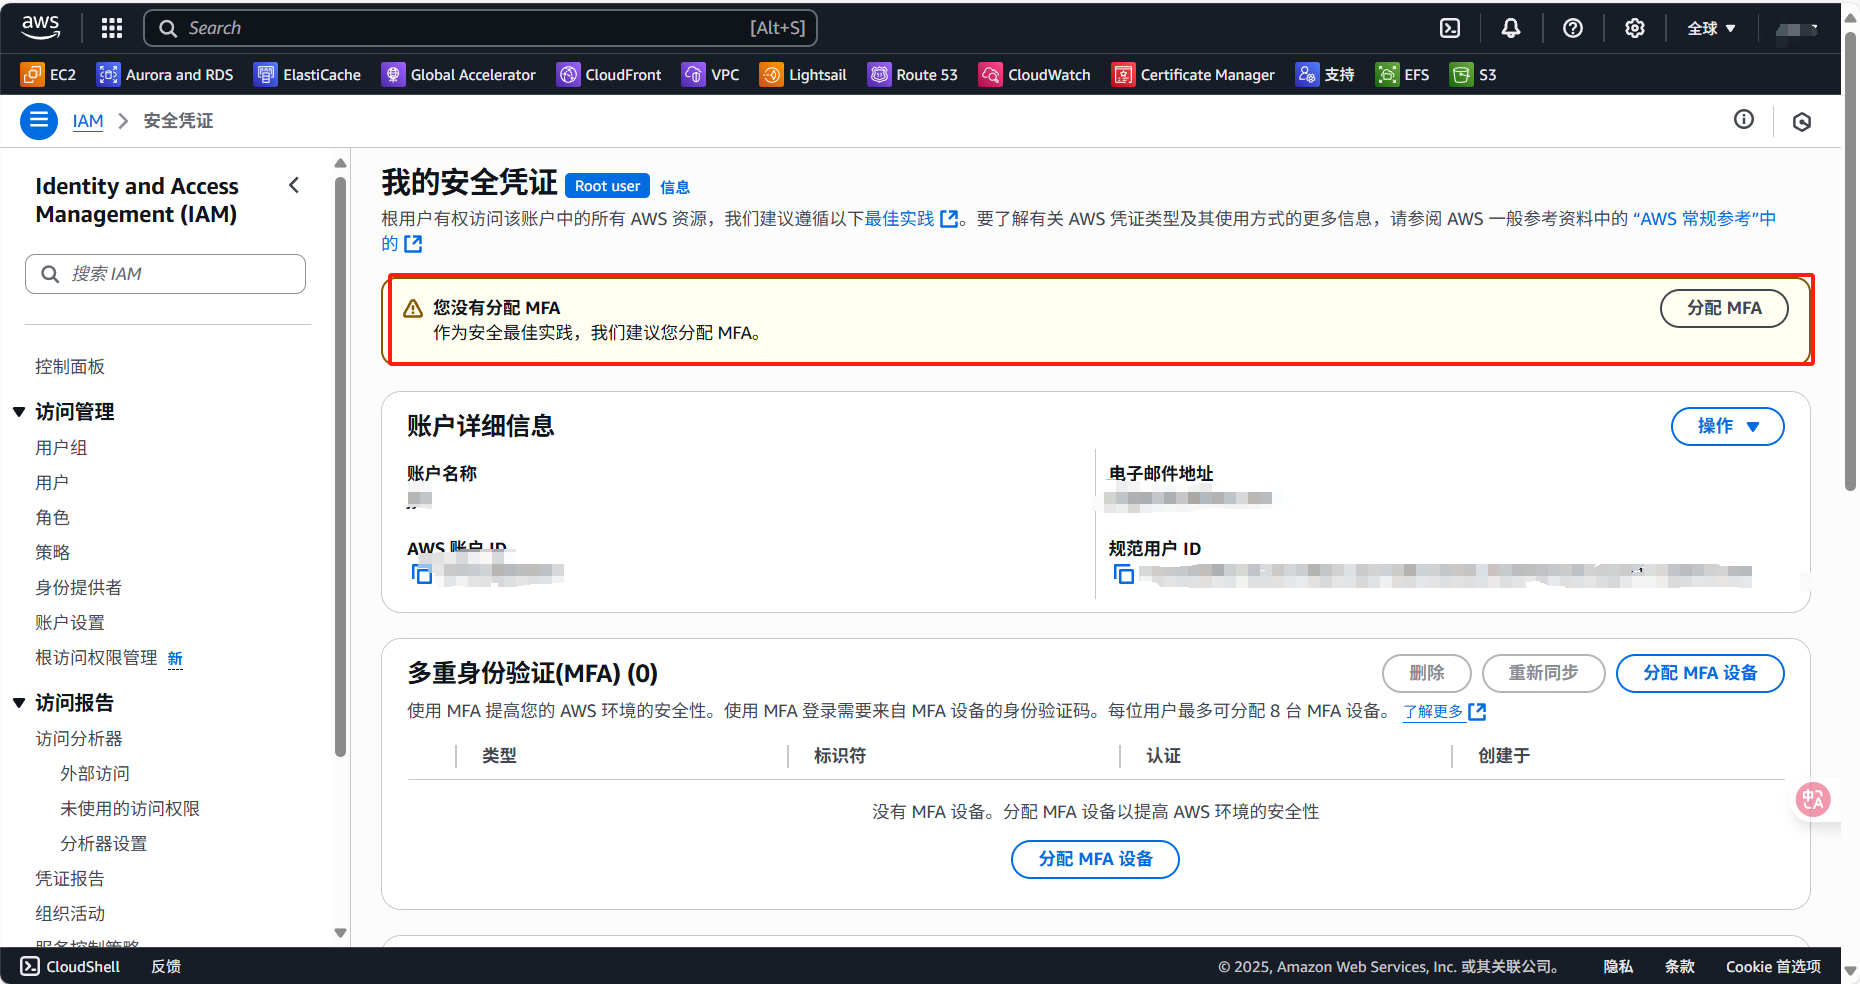 aws
Search
[Alt+S]
全球
EC2
Aurora and RDS
ElastiCache
Global Accelerator
CloudFront
VPC
Lightsail
Route 53
CloudWatch
Certificate Manager
支持
EFS
S3
IAM
安全凭证
Identity and Access
Management (IAM)
搜索 IAM
控制面板
访问管理
用户组
用户
角色
策略
身份提供者
账户设置
根访问权限管理 新
访问报告
访问分析器
外部访问
未使用的访问权限
分析器设置
凭证报告
组织活动
服务控制策略
我的安全凭证 Root user 信息
根用户有权访问该账户中的所有 AWS 资源，我们建议遵循以下最佳实践。要了解有关 AWS 凭证类型及其使用方式的更多信息，请参阅 AWS 一般参考资料中的 “AWS 常规参考”中
的
您没有分配 MFA
作为安全最佳实践，我们建议您分配 MFA。
分配 MFA
账户详细信息
操作
账户名称
电子邮件地址
AWS 账户 ID
规范用户 ID
多重身份验证(MFA) (0)
删除
重新同步
分配 MFA 设备
使用 MFA 提高您的 AWS 环境的安全性。使用 MFA 登录需要来自 MFA 设备的身份验证码。每位用户最多可分配 8 台 MFA 设备。 了解更多
类型
标识符
认证
创建于
没有 MFA 设备。分配 MFA 设备以提高 AWS 环境的安全性
分配 MFA 设备
中A
CloudShell
反馈
© 2025, Amazon Web Services, Inc. 或其关联公司。
隐私
条款
Cookie 首选项